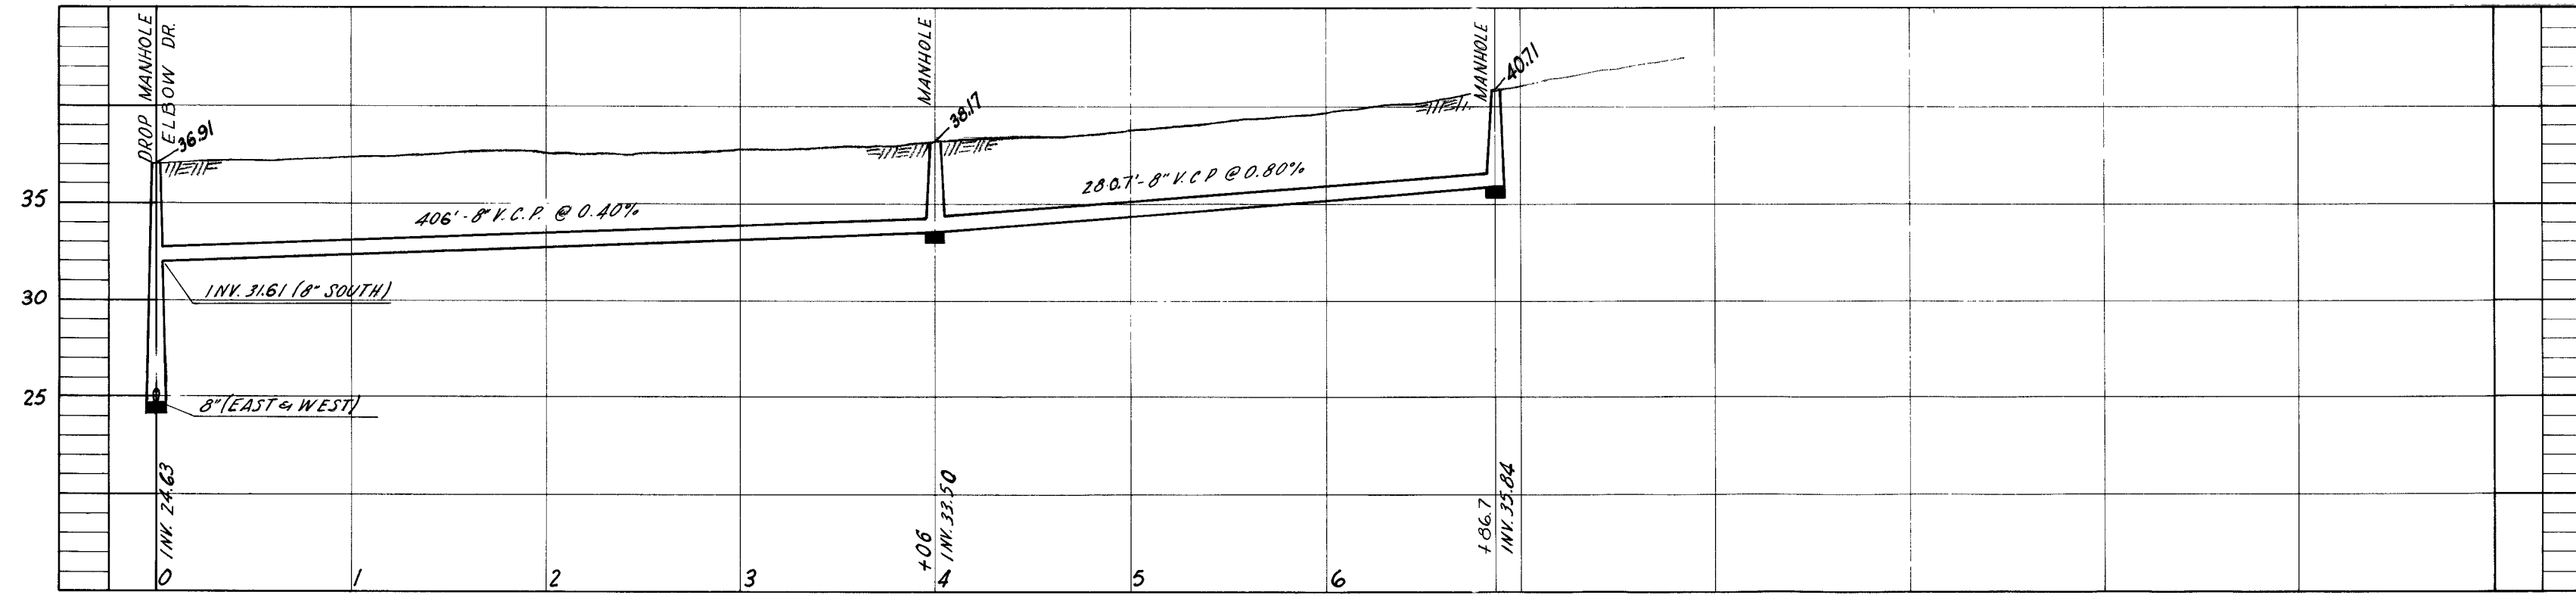 DROP MANHOLE
ELBOW DR.
MANHOLE
MANHOLE
36.91
38.17
40.71
35
30
25
406'-8" V.C.P. @ 0.40%
280.7'-8" V.C.P @ 0.80%
INV. 31.61 (8" SOUTH)
8" (EAST & WEST)
INV. 24.63
+06
INV. 33.50
+86.7
INV. 35.84
0 1 2 3 4 5 6